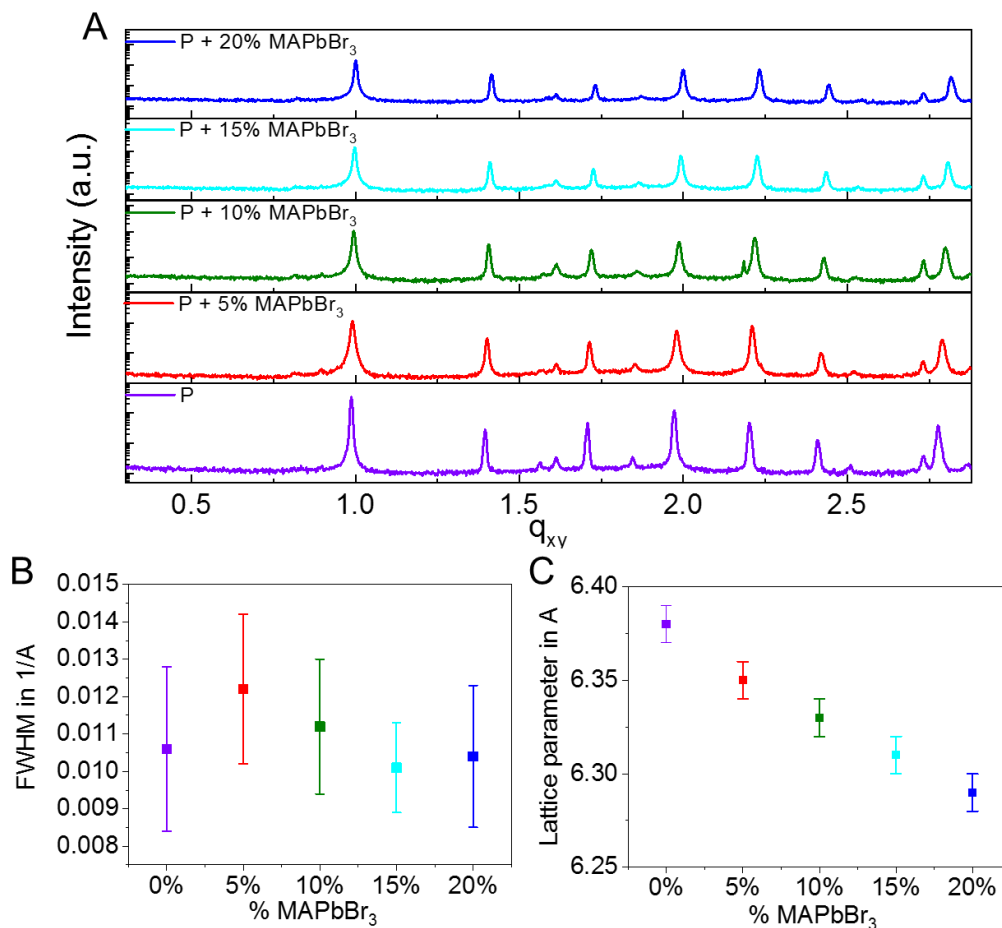 A
P + 20% MAPbBr₃
P + 15% MAPbBr₃
P + 10% MAPbBr₃
P + 5% MAPbBr₃
P
Intensity (a.u.)
0.5 1.0 1.5 2.0 2.5
qxy
B
0.015
0.014
0.013
0.012
0.011
0.010
0.009
0.008
FWHM in 1/A
0% 5% 10% 15% 20%
% MAPbBr₃
C
6.40
6.35
6.30
6.25
Lattice parameter in A
0% 5% 10% 15% 20%
% MAPbBr₃